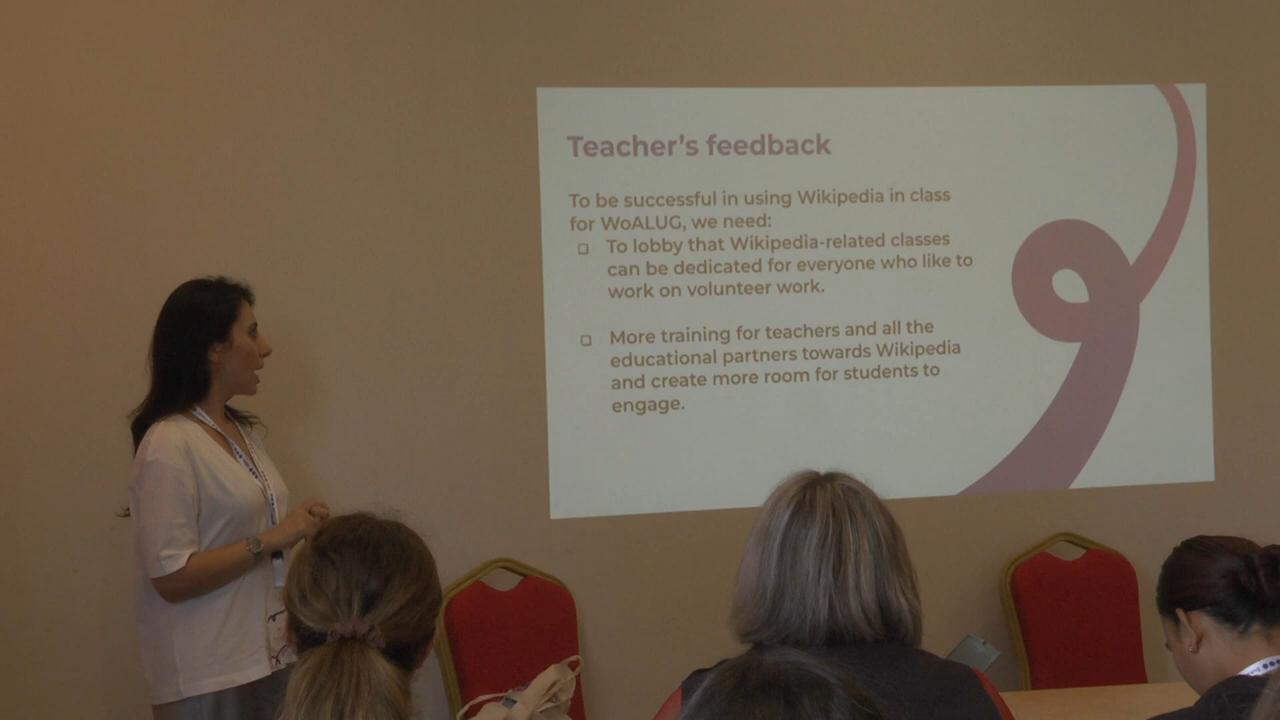 Teacher's feedback
To be successful in using Wikipedia in class
for WoALUG, we need:
To lobby that Wikipedia-related classes
can be dedicated for everyone who like to
work on volunteer work.
More training for teachers and all the
educational partners towards Wikipedia
and create more room for students to
engage.